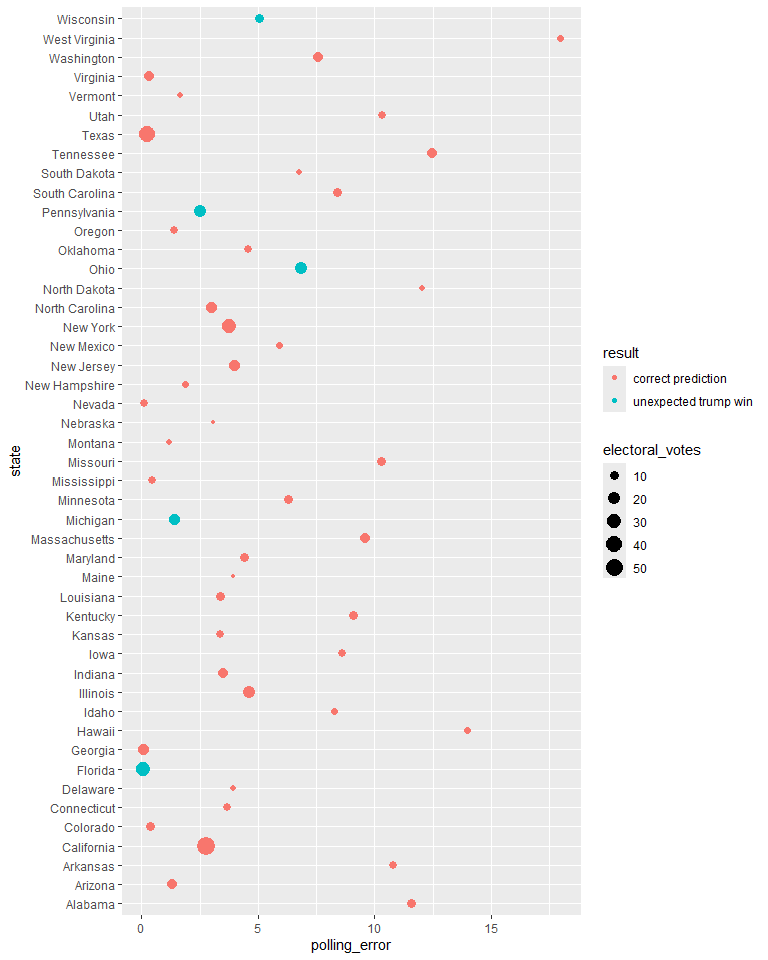 Wisconsin
West Virginia
Washington
Virginia
Vermont
Utah
Texas
Tennessee
South Dakota
South Carolina
Pennsylvania
Oregon
Oklahoma
Ohio
North Dakota
North Carolina
New York
New Mexico
New Jersey
New Hampshire
Nevada
Nebraska
Montana
Missouri
Mississippi
Minnesota
Michigan
Massachusetts
Maryland
Maine
Louisiana
Kentucky
Kansas
Iowa
Indiana
Illinois
Idaho
Hawaii
Georgia
Florida
Delaware
Connecticut
Colorado
California
Arkansas
Arizona
Alabama
state
0 5 10 15
polling_error
result
correct prediction
unexpected trump win
electoral_votes
10
20
30
40
50